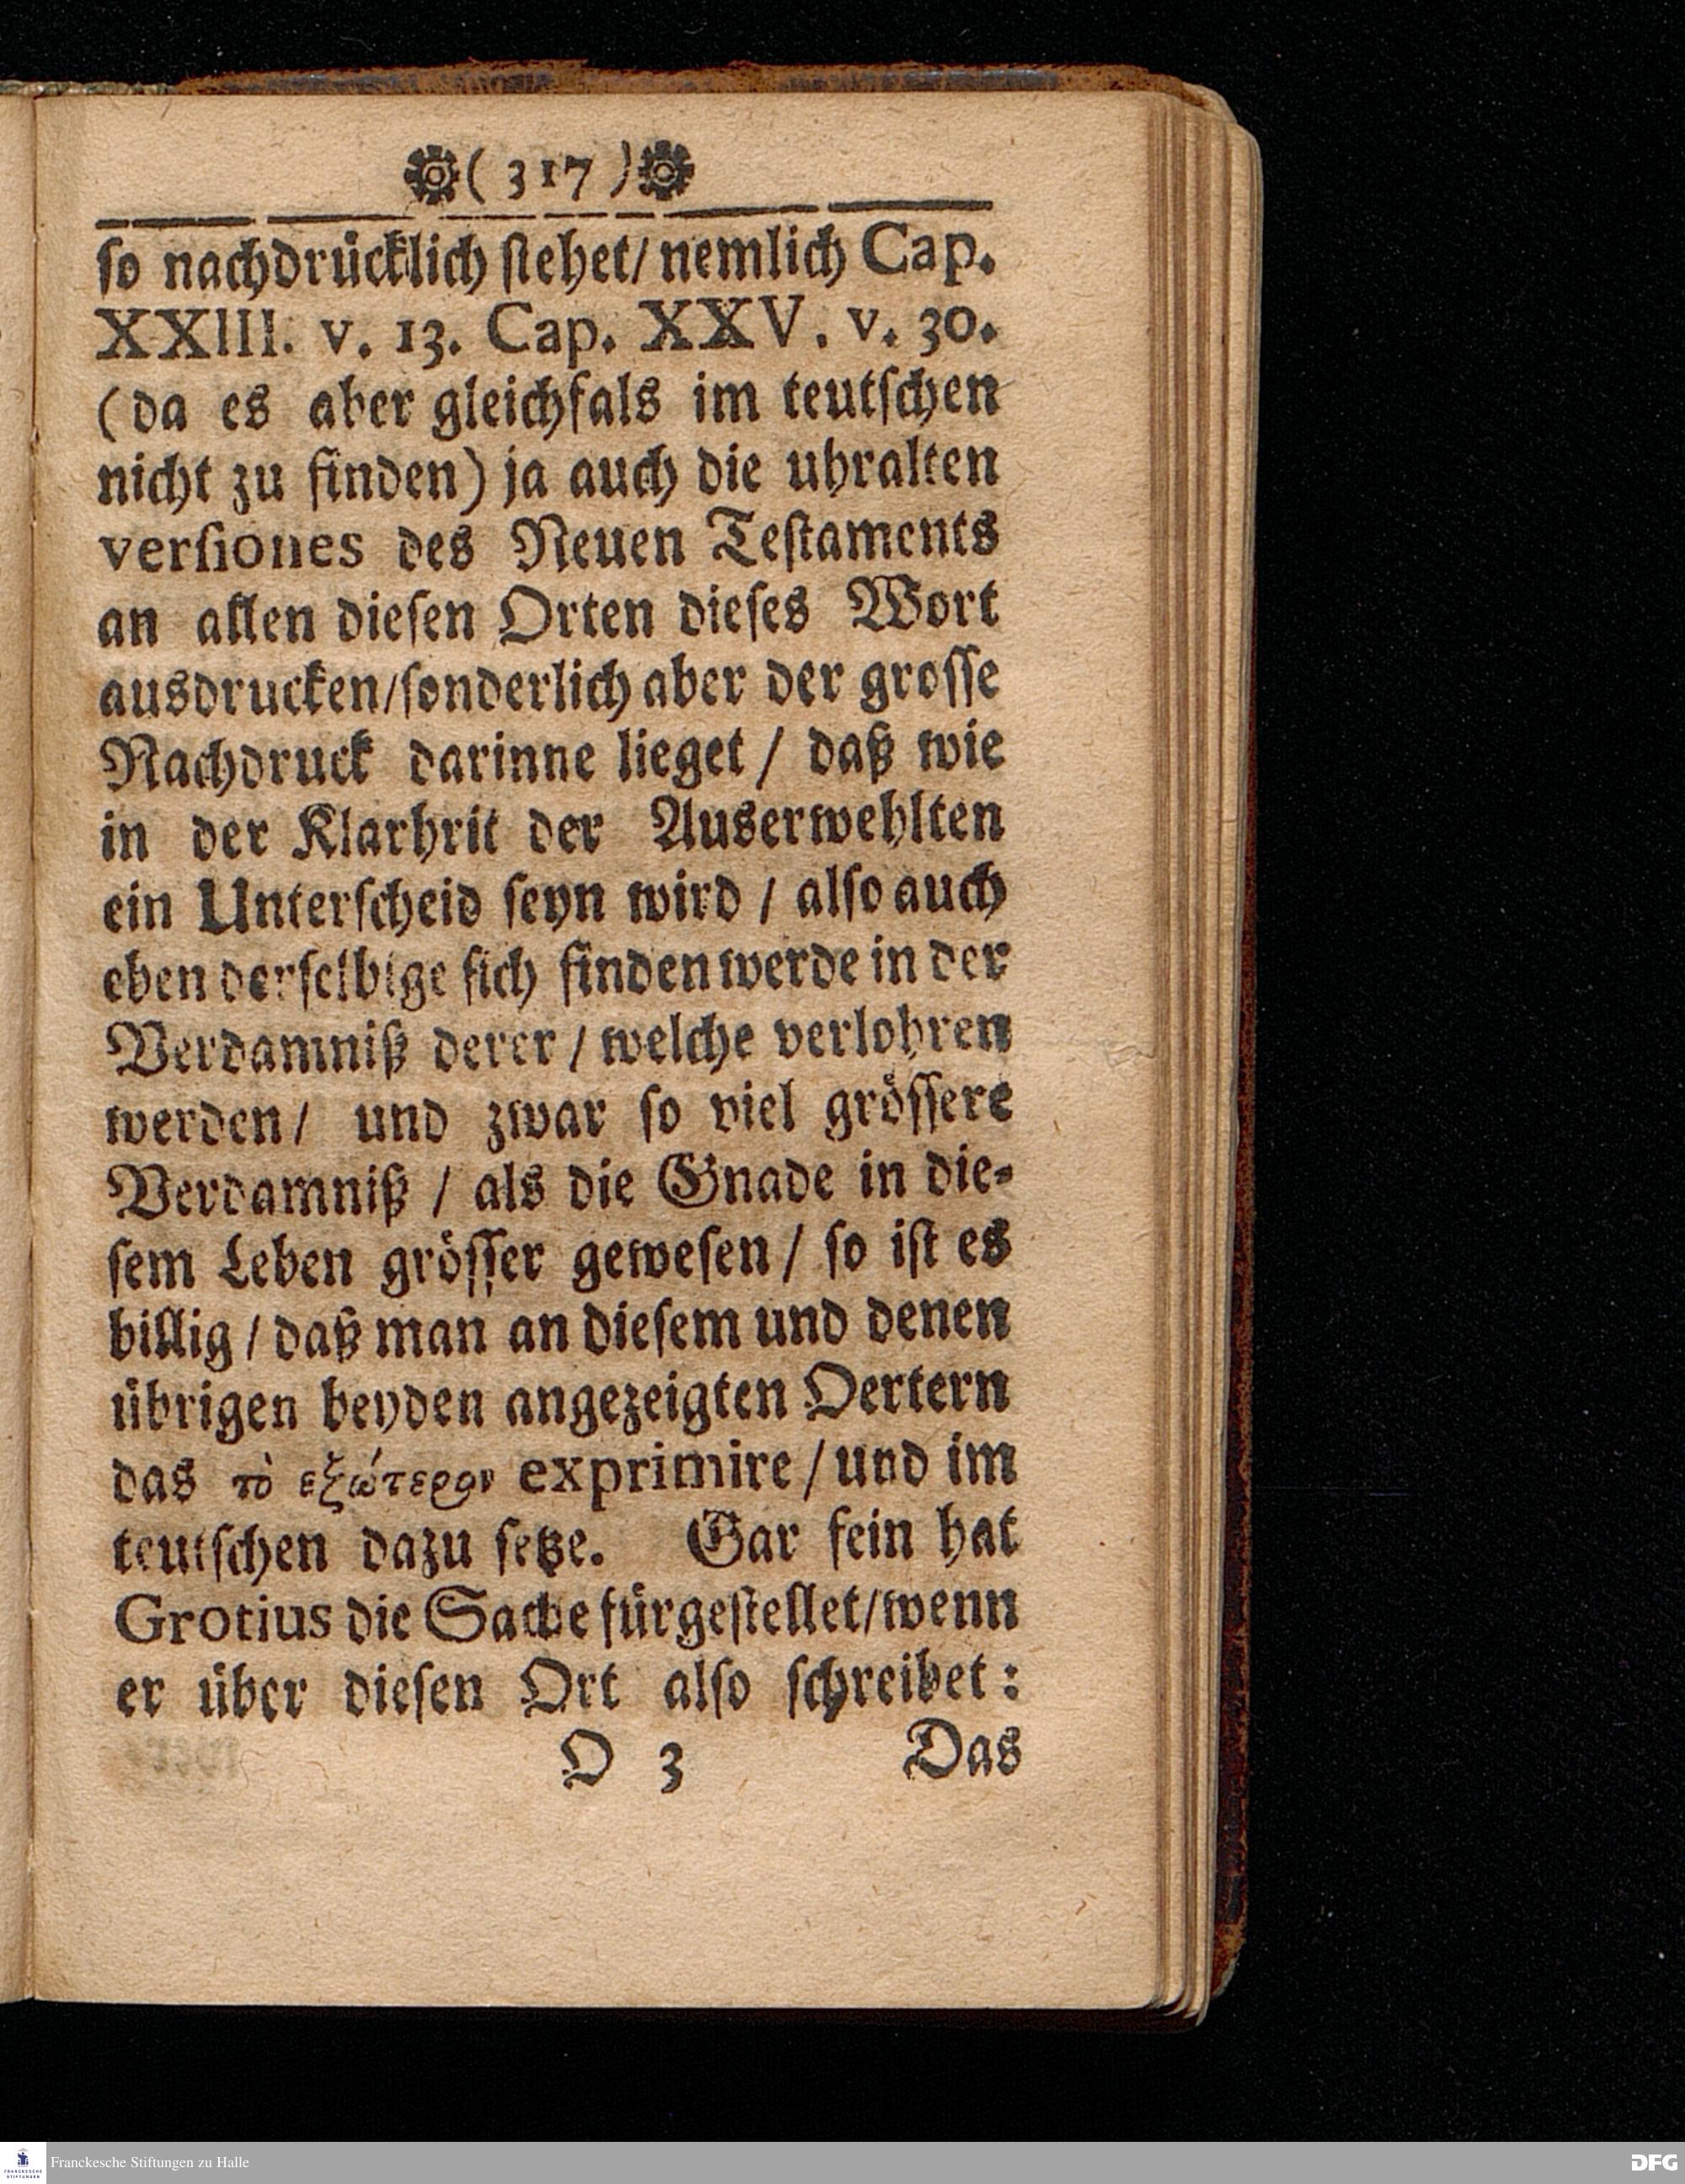 ( 317 )
ſo nachdrücklich ſtehet/ nemlich Cap.
XXIII. v. 13. Cap. XXV. v. 30.
(da es aber gleichfals im teutſchen
nicht zu finden) ja auch die uhralten
verſiones des Neuen Teſtaments
an allen dieſen Orten dieſes Wort
ausdrucken/ſonderlich aber der groſſe
Nachdruck darinne lieget / daß wie
in der Klarhrit der Auserwehlten
ein Unterſcheid ſeyn wird / alſo auch
eben derſelbige ſich finden werde in der
Verdamniß derer / welche verlohren
werden/ und zwar ſo viel gröſſere
Verdamniß / als die Gnade in die⸗
ſem Leben gröſſer geweſen / ſo iſt es
billig / daß man an dieſem und denen
übrigen beyden angezeigten Oertern
das τὸ εξώτερον exprimire / und im
teutſchen dazu ſetze. Gar fein hat
Grotius die Sache fürgeſtellet/wenn
er über dieſen Ort alſo ſchreibet:
O 3 Das
FRANCKESCHE STIFTUNGEN
Franckesche Stiftungen zu Halle
DFG